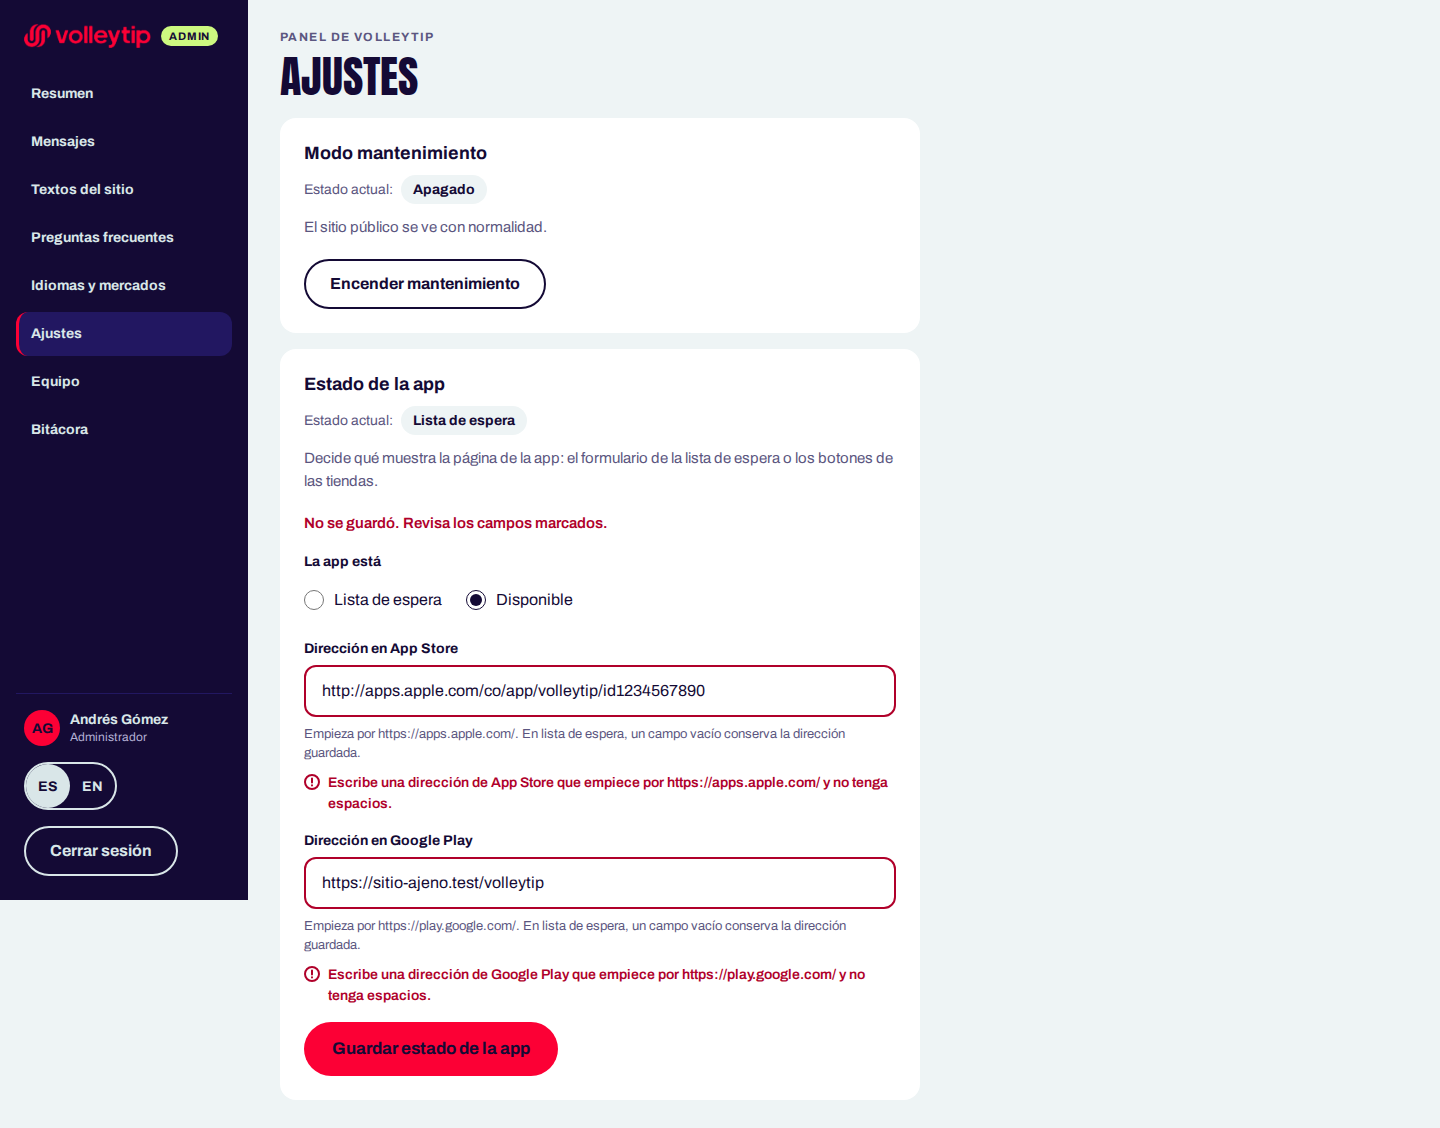 volleytip ADMIN
Resumen
Mensajes
Textos del sitio
Preguntas frecuentes
Idiomas y mercados
Ajustes
Equipo
Bitácora
AG
Andrés Gómez
Administrador
ES EN
Cerrar sesión
PANEL DE VOLLEYTIP
AJUSTES
Modo mantenimiento
Estado actual: Apagado
El sitio público se ve con normalidad.
Encender mantenimiento
Estado de la app
Estado actual: Lista de espera
Decide qué muestra la página de la app: el formulario de la lista de espera o los botones de
las tiendas.
No se guardó. Revisa los campos marcados.
La app está
Lista de espera Disponible
Dirección en App Store
http://apps.apple.com/co/app/volleytip/id1234567890
Empieza por https://apps.apple.com/. En lista de espera, un campo vacío conserva la dirección
guardada.
Escribe una dirección de App Store que empiece por https://apps.apple.com/ y no tenga
espacios.
Dirección en Google Play
https://sitio-ajeno.test/volleytip
Empieza por https://play.google.com/. En lista de espera, un campo vacío conserva la dirección
guardada.
Escribe una dirección de Google Play que empiece por https://play.google.com/ y no
tenga espacios.
Guardar estado de la app